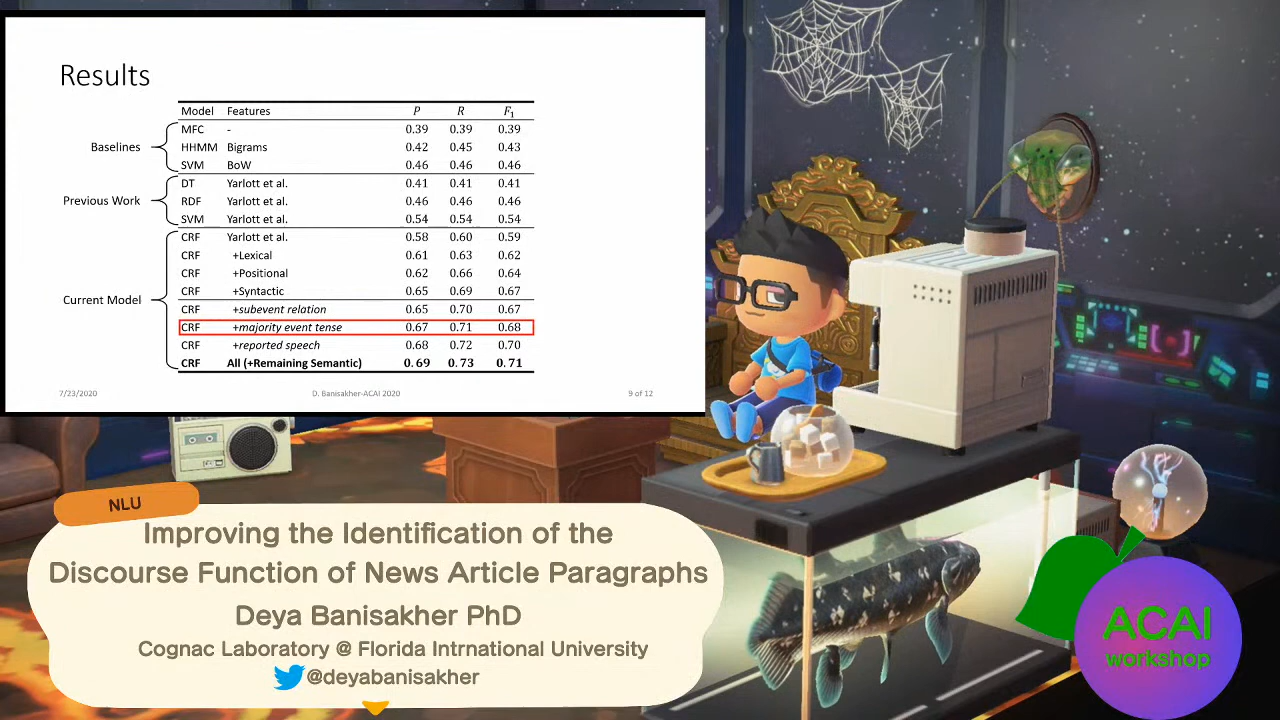 Results
Model Features P R F1
Baselines
MFC - 0.39 0.39 0.39
HHMM Bigrams 0.42 0.45 0.43
SVM BoW 0.46 0.46 0.46
Previous Work
DT Yarlott et al. 0.41 0.41 0.41
RDF Yarlott et al. 0.46 0.46 0.46
SVM Yarlott et al. 0.54 0.54 0.54
Current Model
CRF Yarlott et al. 0.58 0.60 0.59
CRF +Lexical 0.61 0.63 0.62
CRF +Positional 0.62 0.66 0.64
CRF +Syntactic 0.65 0.69 0.67
CRF +subevent relation 0.65 0.70 0.67
CRF +majority event tense 0.67 0.71 0.68
CRF +reported speech 0.68 0.72 0.70
CRF All (+Remaining Semantic) 0.69 0.73 0.71
7/23/2020 D. Banisakher-ACAI 2020 9 of 12
NLU
Improving the Identification of the
Discourse Function of News Article Paragraphs
Deya Banisakher PhD
Cognac Laboratory @ Florida Intrnational University
@deyabanisakher
ACAI
workshop